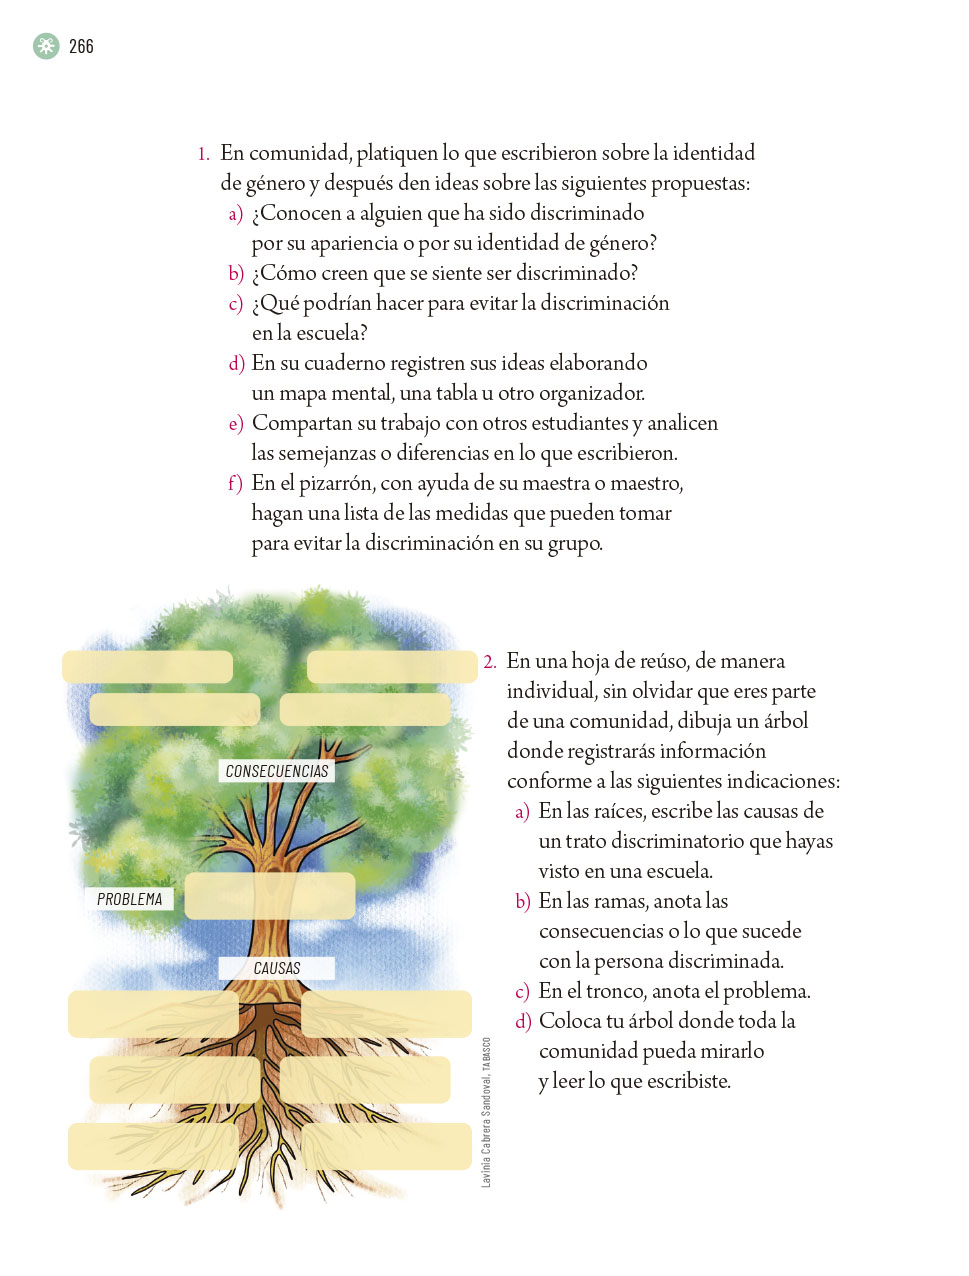 266
1. En comunidad, platiquen lo que escribieron sobre la identidad
de género y después den ideas sobre las siguientes propuestas:
a) ¿Conocen a alguien que ha sido discriminado
por su apariencia o por su identidad de género?
b) ¿Cómo creen que se siente ser discriminado?
c) ¿Qué podrían hacer para evitar la discriminación
en la escuela?
d) En su cuaderno registren sus ideas elaborando
un mapa mental, una tabla u otro organizador.
e) Compartan su trabajo con otros estudiantes y analicen
las semejanzas o diferencias en lo que escribieron.
f) En el pizarrón, con ayuda de su maestra o maestro,
hagan una lista de las medidas que pueden tomar
para evitar la discriminación en su grupo.
CONSECUENCIAS
PROBLEMA
CAUSAS
Lavinia Cabrera Sandoval, TABASCO
2. En una hoja de reúso, de manera
individual, sin olvidar que eres parte
de una comunidad, dibuja un árbol
donde registrarás información
conforme a las siguientes indicaciones:
a) En las raíces, escribe las causas de
un trato discriminatorio que hayas
visto en una escuela.
b) En las ramas, anota las
consecuencias o lo que sucede
con la persona discriminada.
c) En el tronco, anota el problema.
d) Coloca tu árbol donde toda la
comunidad pueda mirarlo
y leer lo que escribiste.